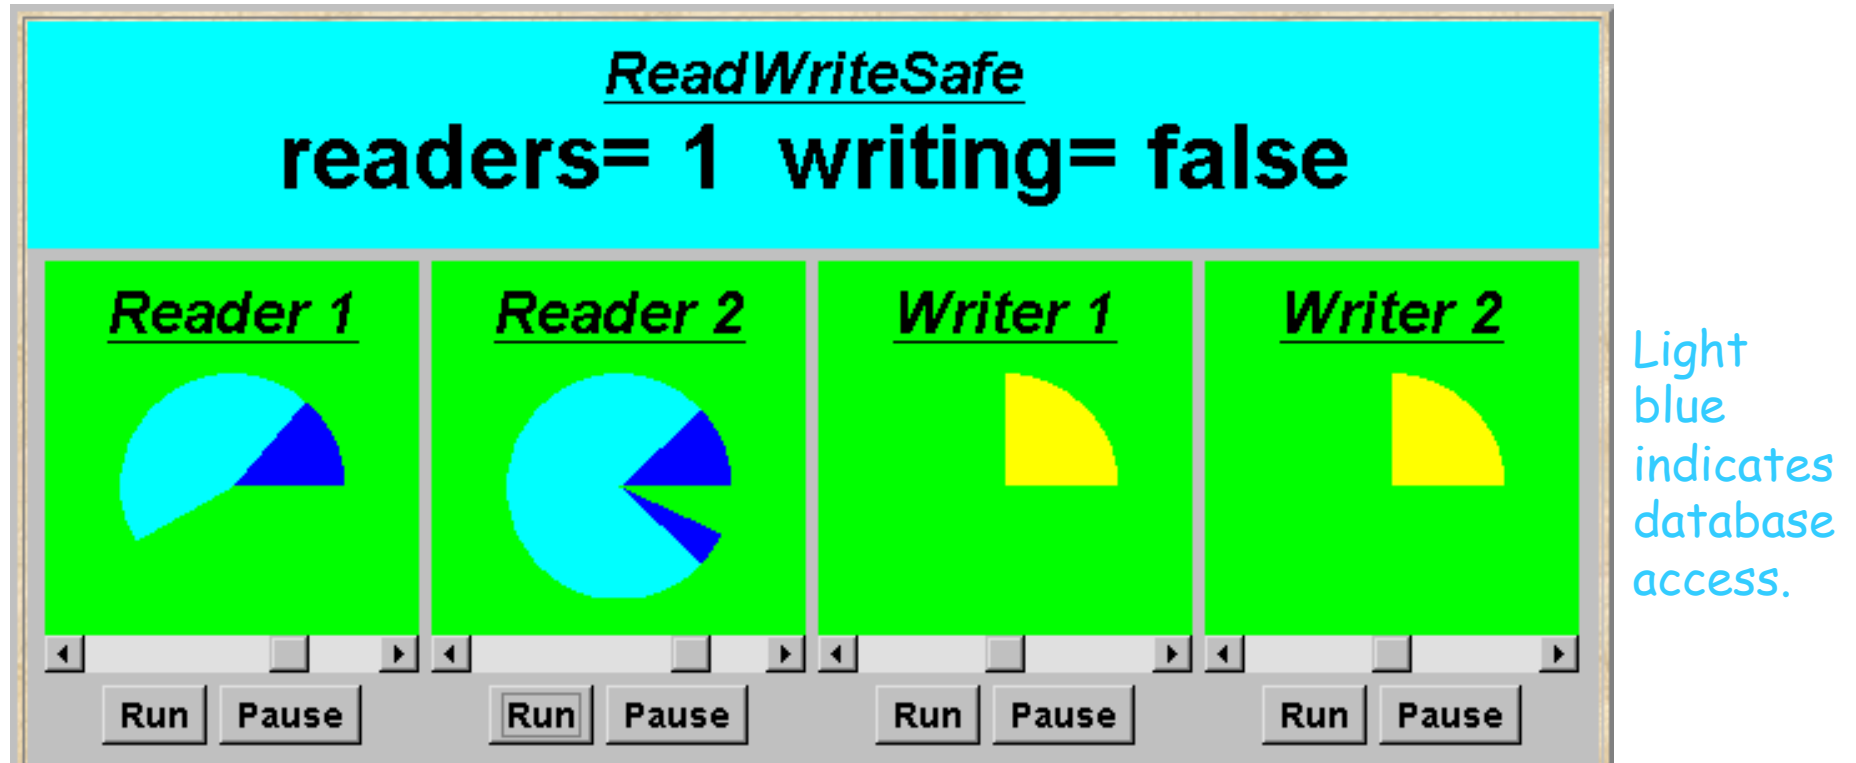 ReadWriteSafe
readers= 1 writing= false
Reader 1
Reader 2
Writer 1
Writer 2
Run Pause
Run Pause
Run Pause
Run Pause
Light
blue
indicates
database
access.